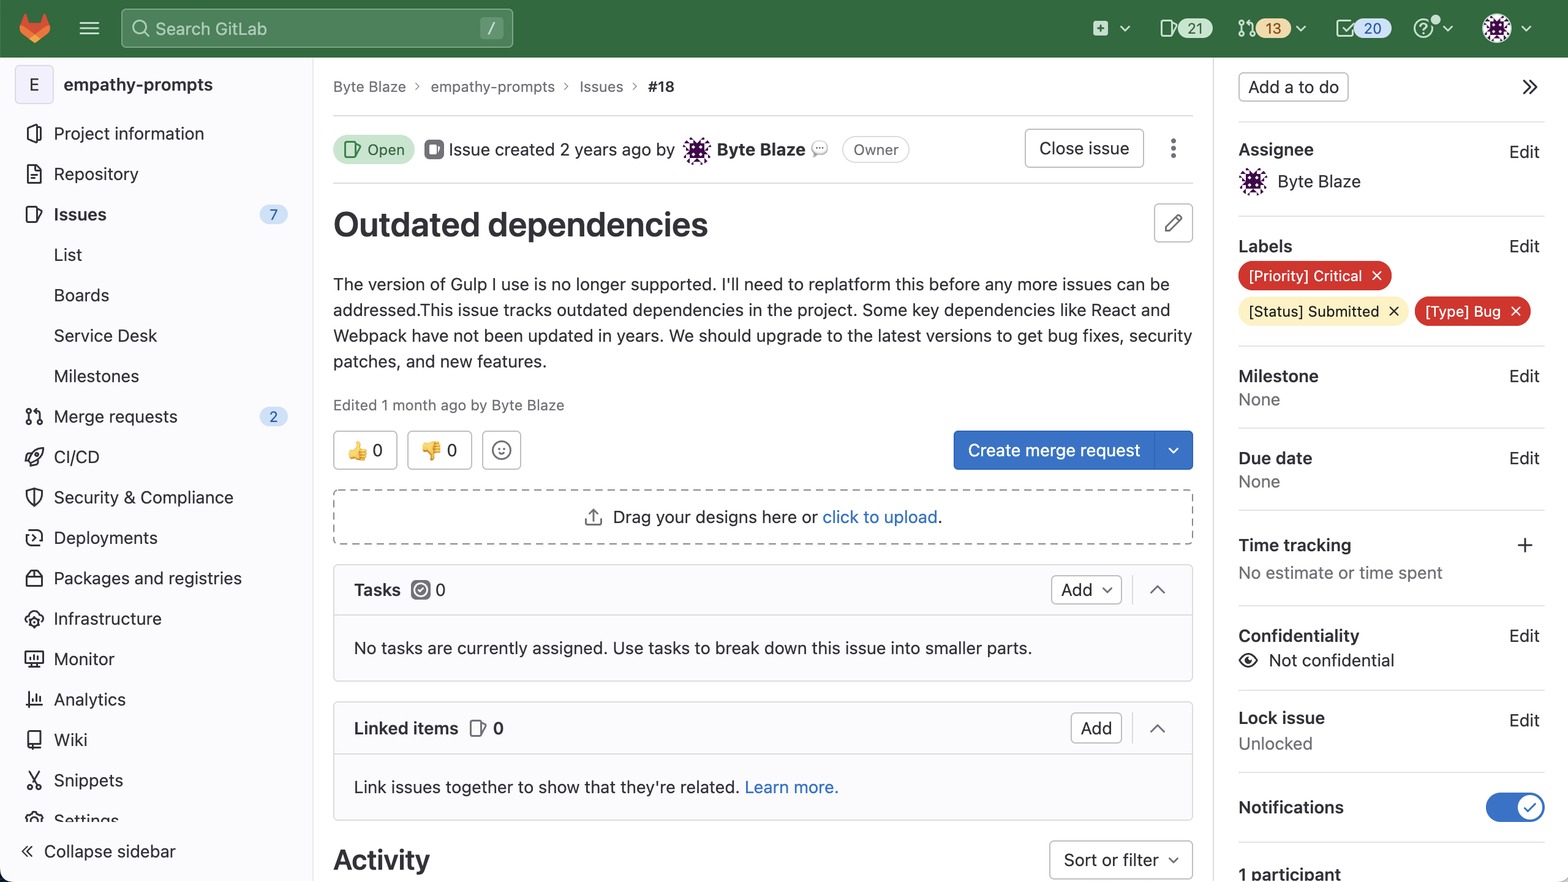 Search GitLab
/
21
13
20
E
empathy-prompts
Project information
Repository
Issues
7
List
Boards
Service Desk
Milestones
Merge requests
2
CI/CD
Security & Compliance
Deployments
Packages and registries
Infrastructure
Monitor
Analytics
Wiki
Snippets
Settings
Collapse sidebar
Byte Blaze
empathy-prompts
Issues
#18
Open
Issue created 2 years ago by
Byte Blaze
Owner
Close issue
Outdated dependencies
The version of Gulp I use is no longer supported. I'll need to replatform this before any more issues can be
addressed.This issue tracks outdated dependencies in the project. Some key dependencies like React and
Webpack have not been updated in years. We should upgrade to the latest versions to get bug fixes, security
patches, and new features.
Edited 1 month ago by Byte Blaze
0
0
Create merge request
Drag your designs here or click to upload.
Tasks
0
Add
No tasks are currently assigned. Use tasks to break down this issue into smaller parts.
Linked items
0
Add
Link issues together to show that they're related. Learn more.
Activity
Sort or filter
Add a to do
Assignee
Edit
Byte Blaze
Labels
Edit
[Priority] Critical
[Status] Submitted
[Type] Bug
Milestone
Edit
None
Due date
Edit
None
Time tracking
No estimate or time spent
Confidentiality
Edit
Not confidential
Lock issue
Edit
Unlocked
Notifications
1 participant